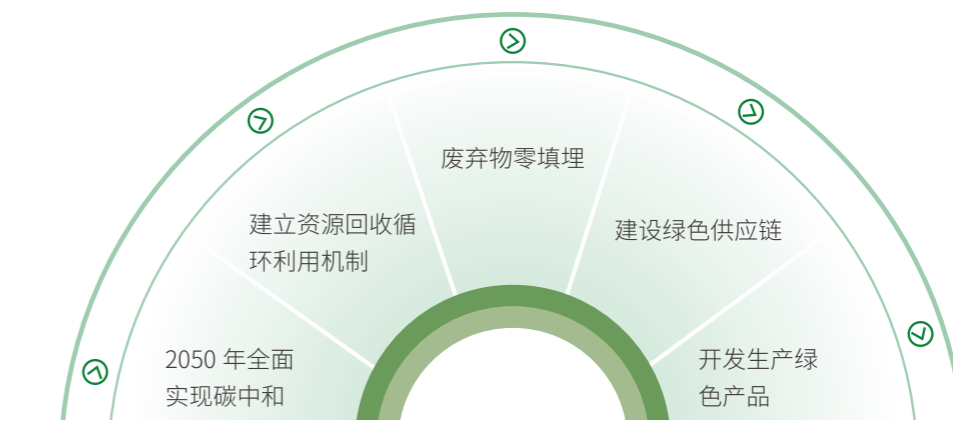 废弃物零填埋
建立资源回收循
环利用机制
建设绿色供应链
2050 年全面
实现碳中和
开发生产绿
色产品